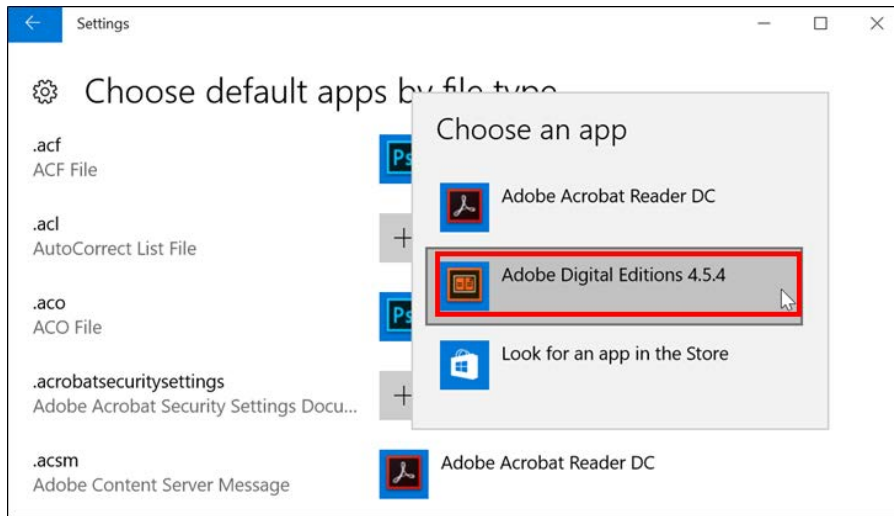 Settings
Choose default apps by file type
.acf
ACF File
Ps
.acl
AutoCorrect List File
.aco
ACO File
Ps
.acrobatsecuritysettings
Adobe Acrobat Security Settings Docu...
.acsm
Adobe Content Server Message
Adobe Acrobat Reader DC
Choose an app
Adobe Acrobat Reader DC
Adobe Digital Editions 4.5.4
Look for an app in the Store